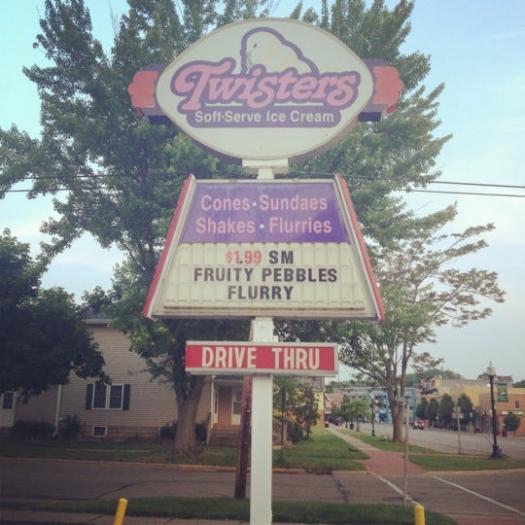 Twisters
Soft-Serve Ice Cream
Cones • Sundaes
Shakes • Flurries
$1.99 SM
FRUITY PEBBLES
FLURRY
DRIVE THRU